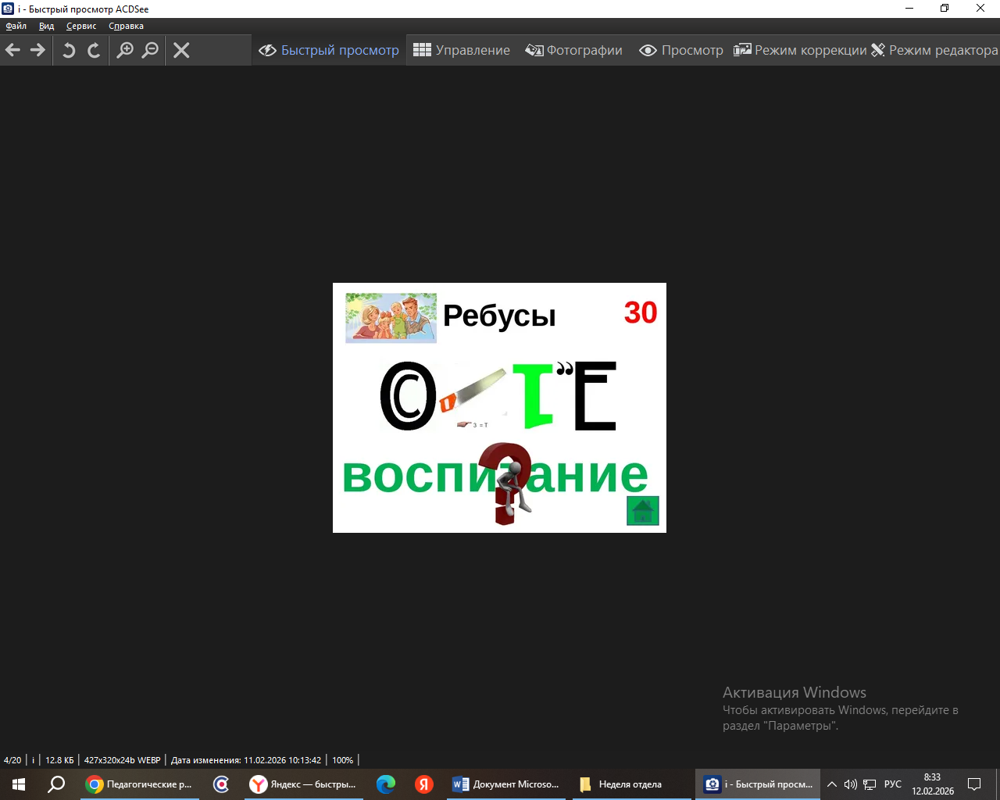 i - Быстрый просмотр ACDSee
Файл Вид Сервис Справка
Быстрый просмотр Управление Фотографии Просмотр Режим коррекции Режим редактора
Ребусы 30
О С 1 ,, Е
3 = Т
воспитание
Активация Windows
Чтобы активировать Windows, перейдите в
раздел "Параметры".
4/20 i 12.8 КБ 427x320x24b WEBP Дата изменения: 11.02.2026 10:13:42 100%
Педагогические р... Яндекс — быстры... Я Документ Microso... Неделя отдела i - Быстрый просм... РУС 8:33
12.02.2026